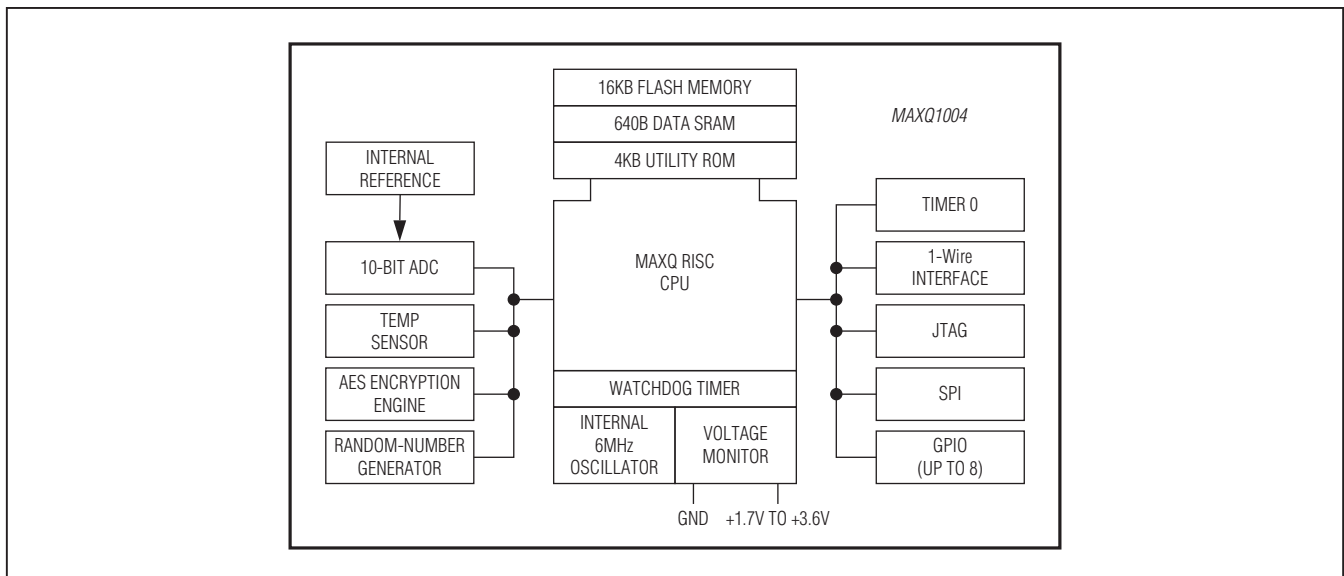 16KB FLASH MEMORY
640B DATA SRAM
4KB UTILITY ROM
MAXQ1004
INTERNAL
REFERENCE
10-BIT ADC
TEMP
SENSOR
AES ENCRYPTION
ENGINE
RANDOM-NUMBER
GENERATOR
MAXQ RISC
CPU
WATCHDOG TIMER
INTERNAL
6MHz
OSCILLATOR
VOLTAGE
MONITOR
GND
+1.7V TO +3.6V
TIMER 0
1-Wire
INTERFACE
JTAG
SPI
GPIO
(UP TO 8)